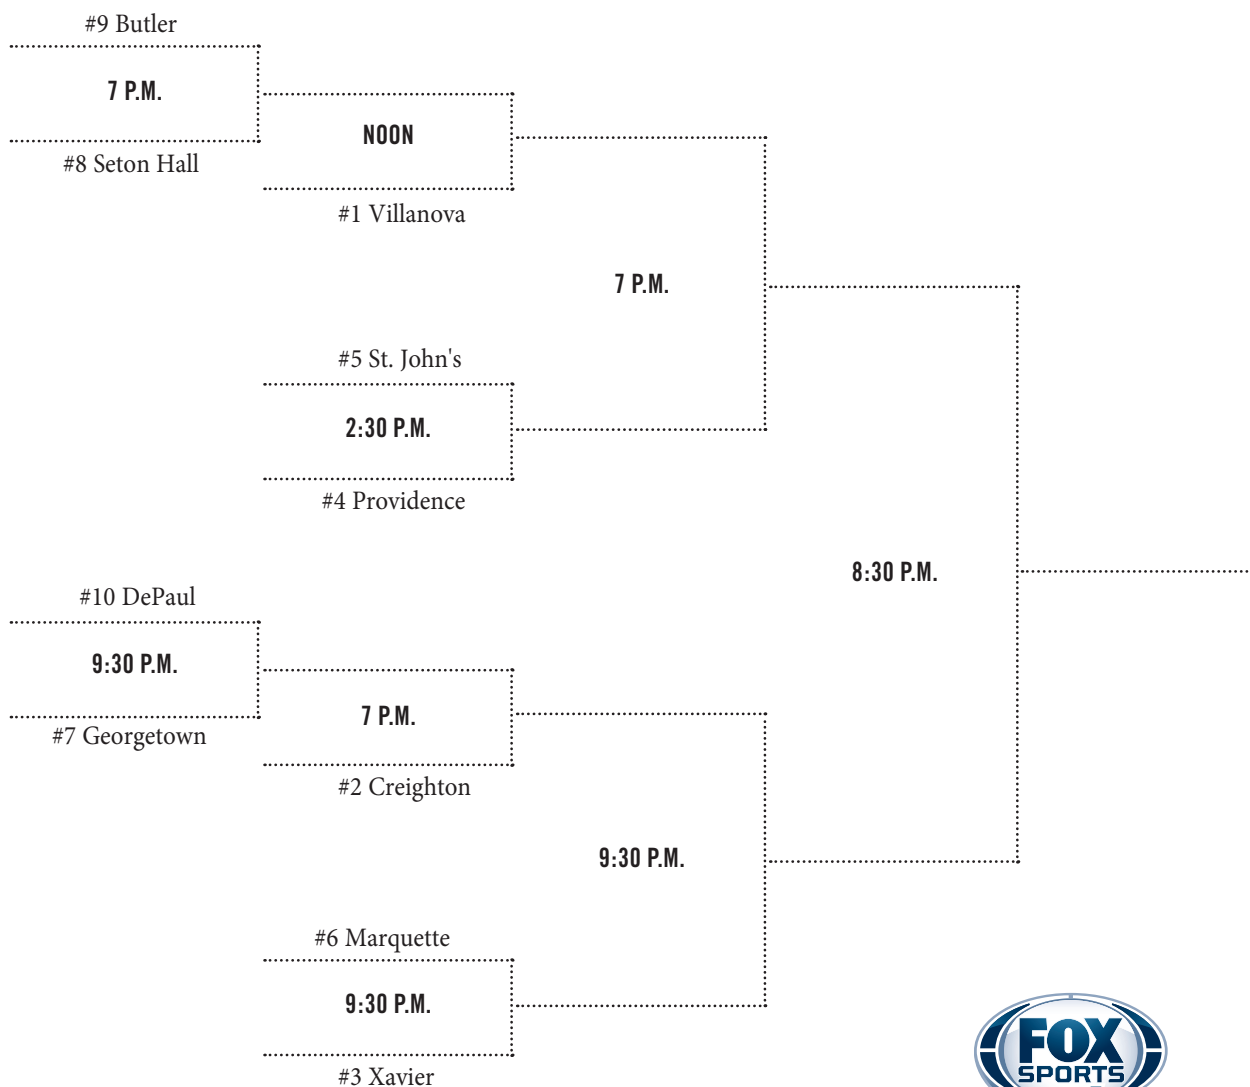 #9 Butler
7 P.M.
#8 Seton Hall
NOON
#1 Villanova
7 P.M.
#5 St. John's
2:30 P.M.
#4 Providence
8:30 P.M.
#10 DePaul
9:30 P.M.
#7 Georgetown
7 P.M.
#2 Creighton
9:30 P.M.
#6 Marquette
9:30 P.M.
#3 Xavier
FOX
SPORTS